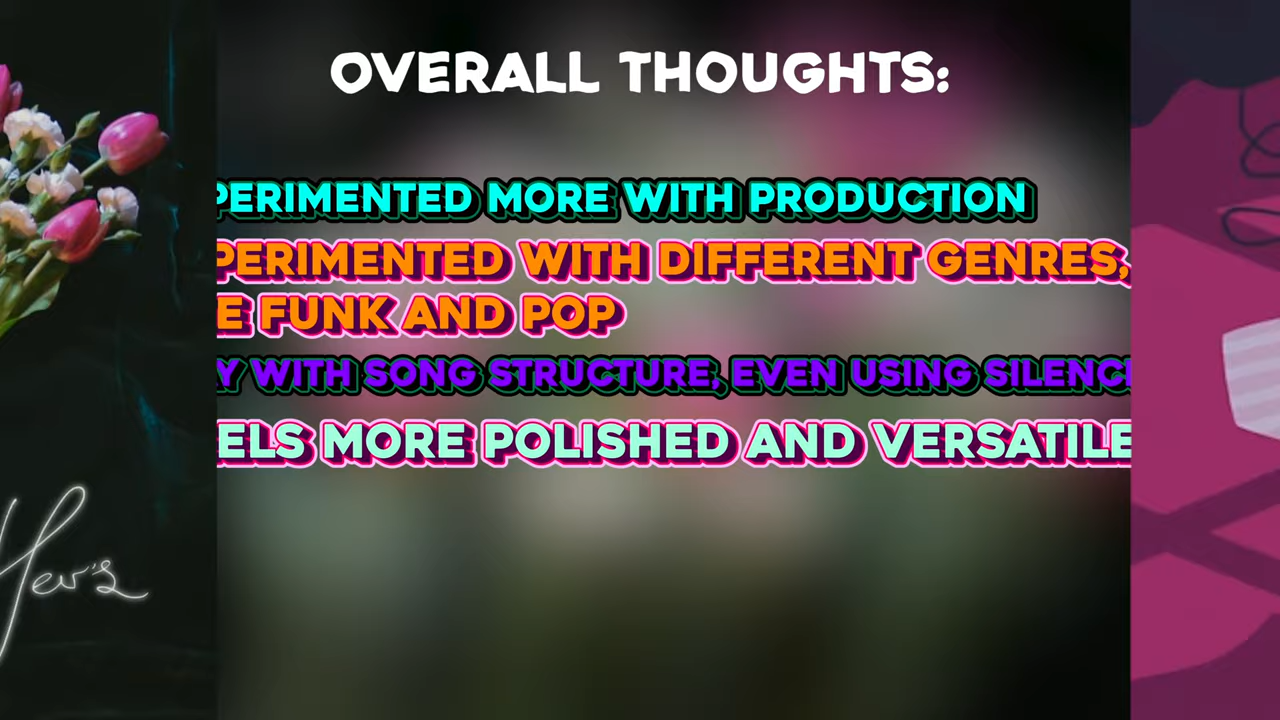 OVERALL THOUGHTS:
PERIMENTED MORE WITH PRODUCTION
PERIMENTED WITH DIFFERENT GENRES,
E FUNK AND POP
Y WITH SONG STRUCTURE, EVEN USING SILENC
ELS MORE POLISHED AND VERSATILE
Her's